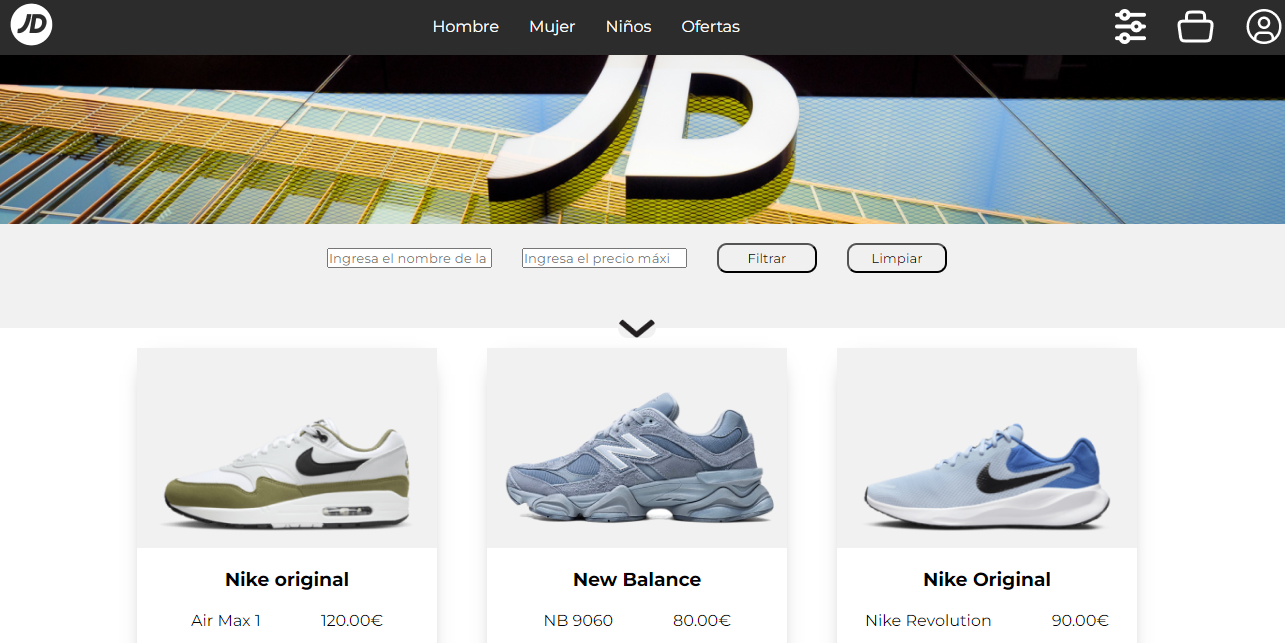 JD
Hombre Mujer Niños Ofertas
JD
Ingresa el nombre de la Ingresa el precio máxi Filtrar Limpiar
Nike original New Balance Nike Original
Air Max 1 120.00€ NB 9060 80.00€ Nike Revolution 90.00€